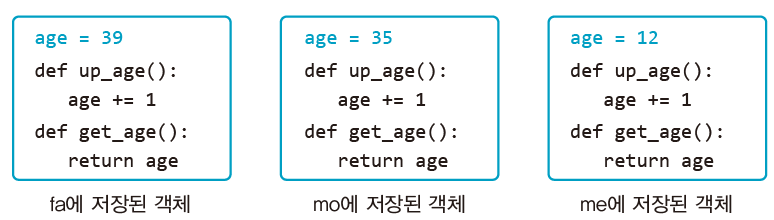 age = 39
def up_age():
age += 1
def get_age():
return age
fa에 저장된 객체
age = 35
def up_age():
age += 1
def get_age():
return age
mo에 저장된 객체
age = 12
def up_age():
age += 1
def get_age():
return age
me에 저장된 객체